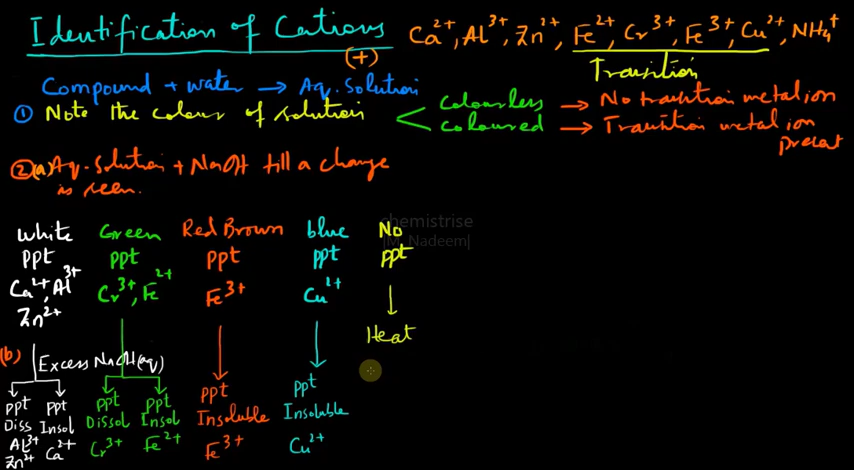 Identification of Cations
(+)
Ca²⁺, Al³⁺, Zn²⁺, Fe²⁺, Cr³⁺, Fe³⁺, Cu²⁺, NH₄⁺
Transition
Compound + water → Aq. Solution
① Note the colour of solution
colourless → No transition metal ion
coloured → Transition metal ion
present
② (a) Aq. Solution + NaOH till a change
is seen.
chemistrise
|M. Nadeem|
White Green Red Brown blue No
ppt ppt ppt ppt ppt
Ca²⁺, Al³⁺ Cr³⁺, Fe²⁺ Fe³⁺ Cu²⁺
Zn²⁺
Heat
(b) Excess NaOH(aq)
ppt ppt ppt ppt ppt ppt
Diss Insol Dissol Insol Insoluble Insoluble
Al³⁺ Ca²⁺ Cr³⁺ Fe²⁺ Fe³⁺ Cu²⁺
Zn²⁺